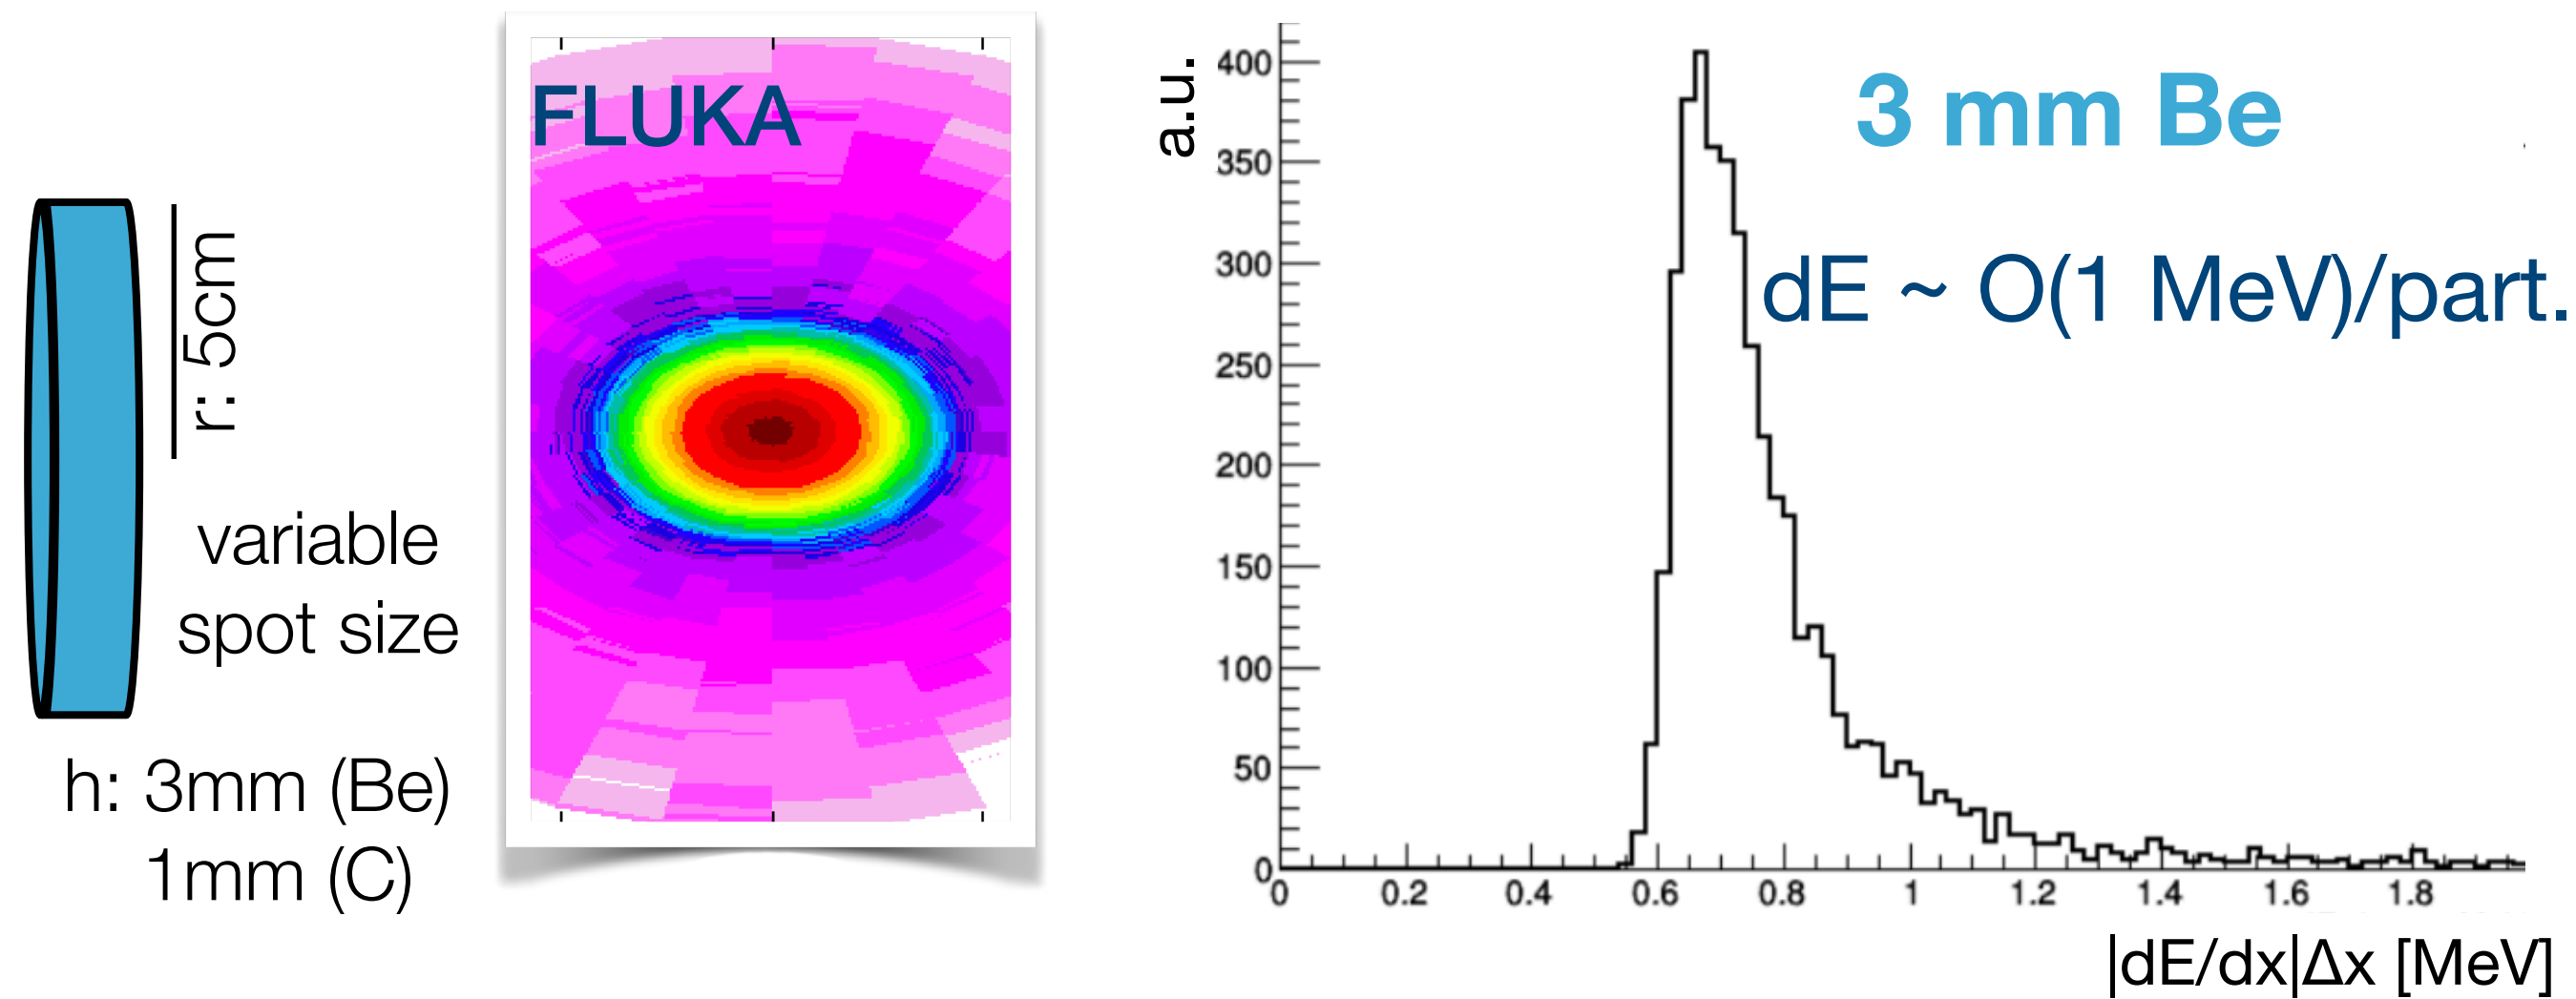 r: 5cm
variable
spot size
h: 3mm (Be)
1mm (C)
FLUKA
a.u.
400
350
300
250
200
150
100
50
0
0 0.2 0.4 0.6 0.8 1 1.2 1.4 1.6 1.8
3 mm Be
dE ~ O(1 MeV)/part.
|dE/dx|Δx [MeV]